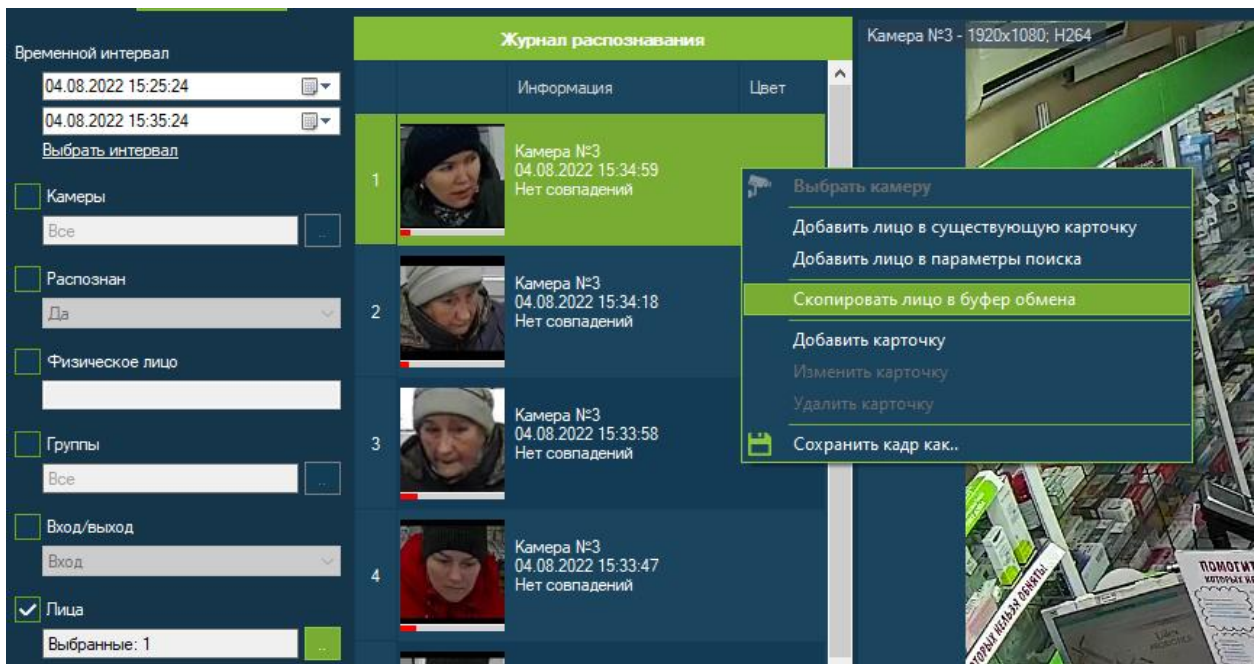 Временной интервал
04.08.2022 15:25:24
04.08.2022 15:35:24
Выбрать интервал
Камеры
Все
..
Распознан
Да
Физическое лицо
Группы
Все
..
Вход/выход
Вход
Лица
Выбранные: 1
..
Журнал распознавания
Информация
Цвет
1
Камера №3
04.08.2022 15:34:59
Нет совпадений
2
Камера №3
04.08.2022 15:34:18
Нет совпадений
3
Камера №3
04.08.2022 15:33:58
Нет совпадений
4
Камера №3
04.08.2022 15:33:47
Нет совпадений
Выбрать камеру
Добавить лицо в существующую карточку
Добавить лицо в параметры поиска
Скопировать лицо в буфер обмена
Добавить карточку
Изменить карточку
Удалить карточку
Сохранить кадр как..
Камера №3 - 1920x1080; H264
КОТОРЫХ НЕЛЬЗЯ ОБНЯТЬ!